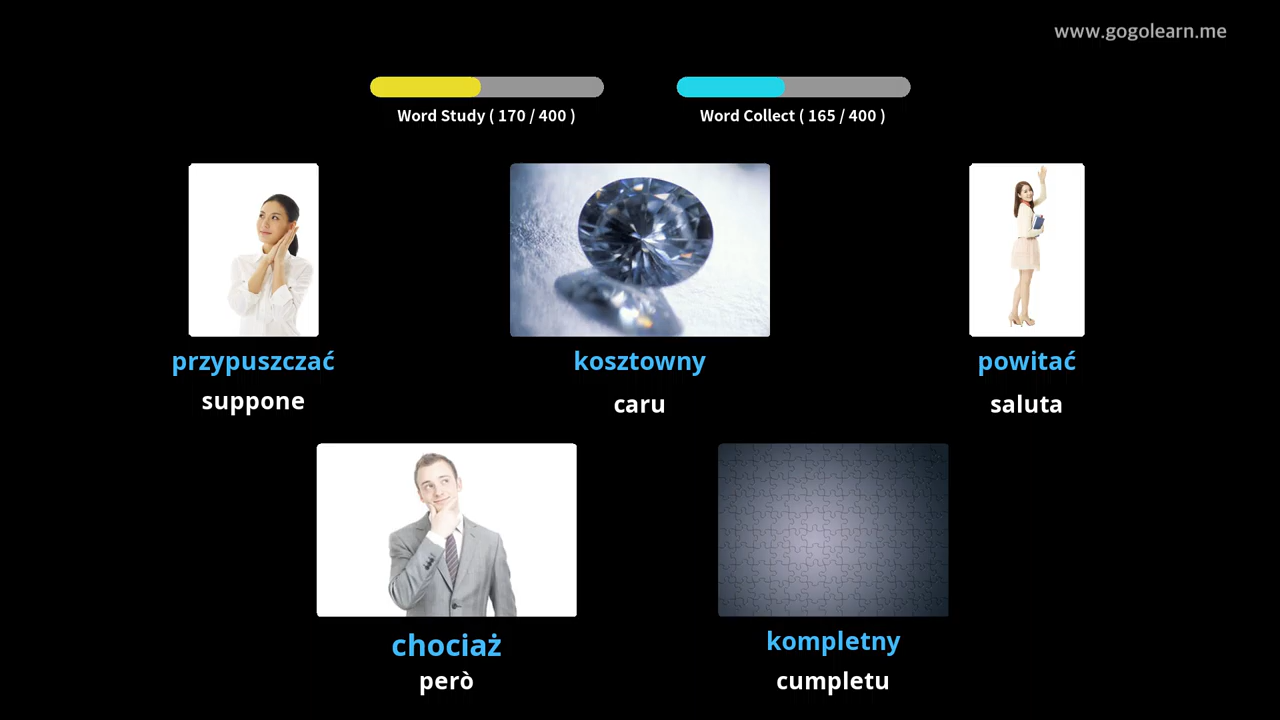 www.gogolearn.me
Word Study ( 170 / 400 )
Word Collect ( 165 / 400 )
przypuszczać
suppone
kosztowny
caru
powitać
saluta
chociaż
però
kompletny
cumpletu